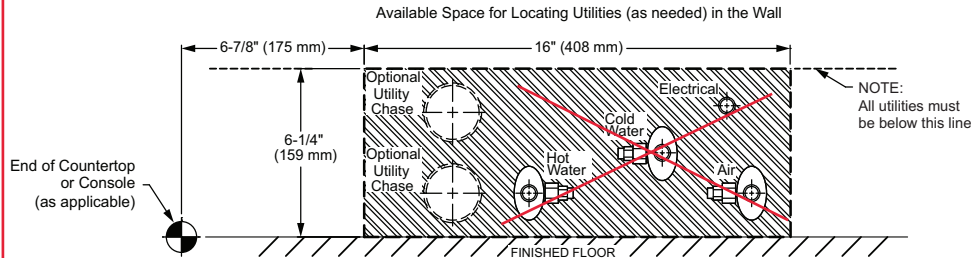 Available Space for Locating Utilities (as needed) in the Wall
6-7/8" (175 mm)
16" (408 mm)
Optional
Utility
Chase
Electrical
NOTE:
All utilities must
be below this line
6-1/4"
(159 mm)
Cold
Water
Optional
Utility
Chase
Hot
Water
Air
End of Countertop
or Console
(as applicable)
FINISHED FLOOR